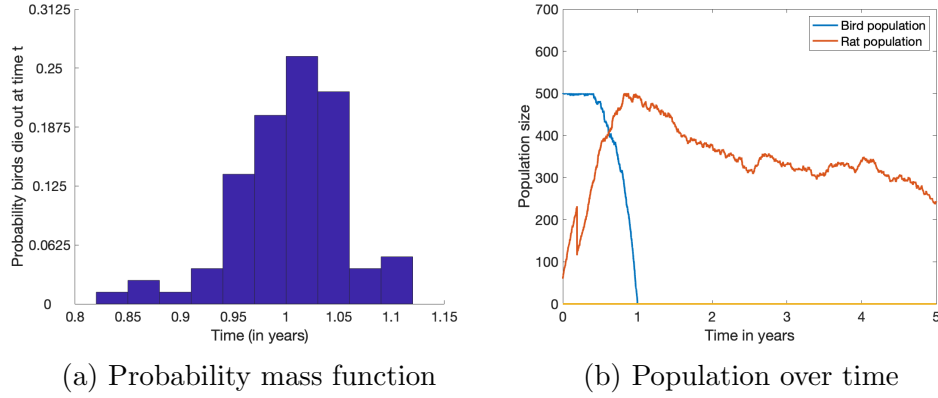 0.3125
0.25
0.1875
0.125
0.0625
0
Probability birds die out at time t
0.8 0.85 0.9 0.95 1 1.05 1.1 1.15
Time (in years)
(a) Probability mass function
700
600
500
400
300
200
100
0
Population size
Bird population
Rat population
0 1 2 3 4 5
Time in years
(b) Population over time